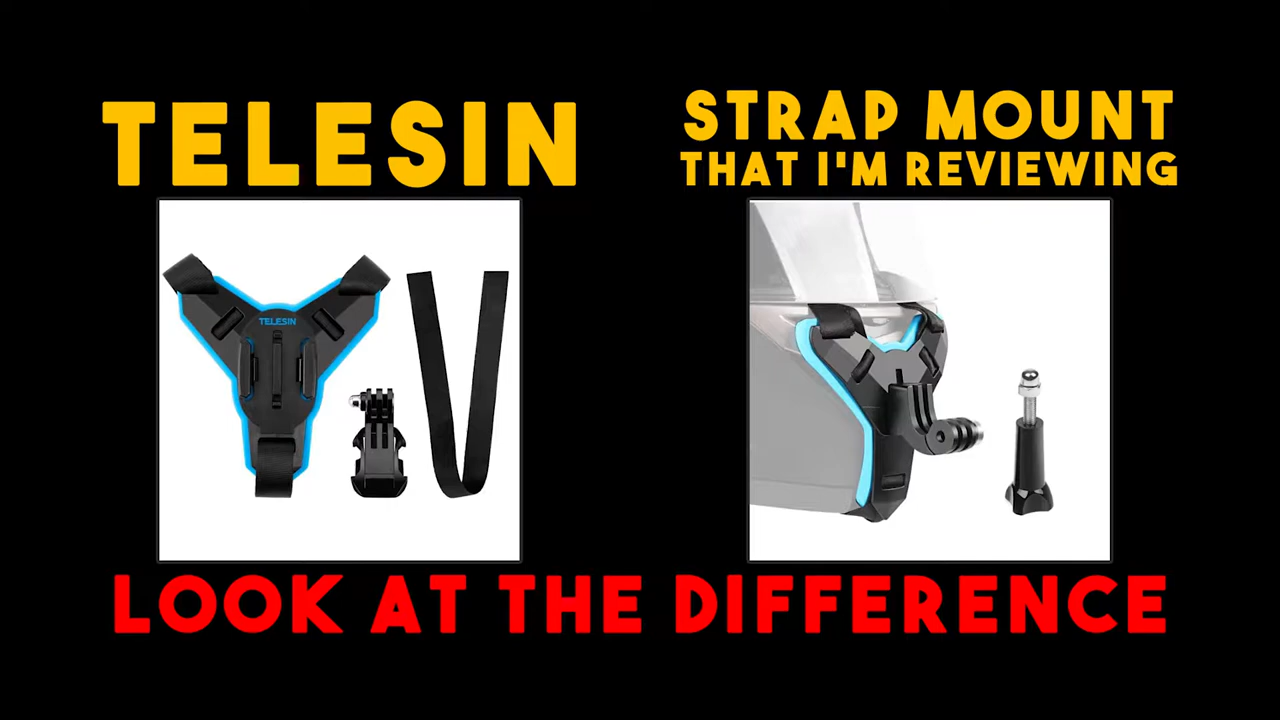 TELESIN
STRAP MOUNT
THAT I'M REVIEWING
TELESIN
LOOK AT THE DIFFERENCE